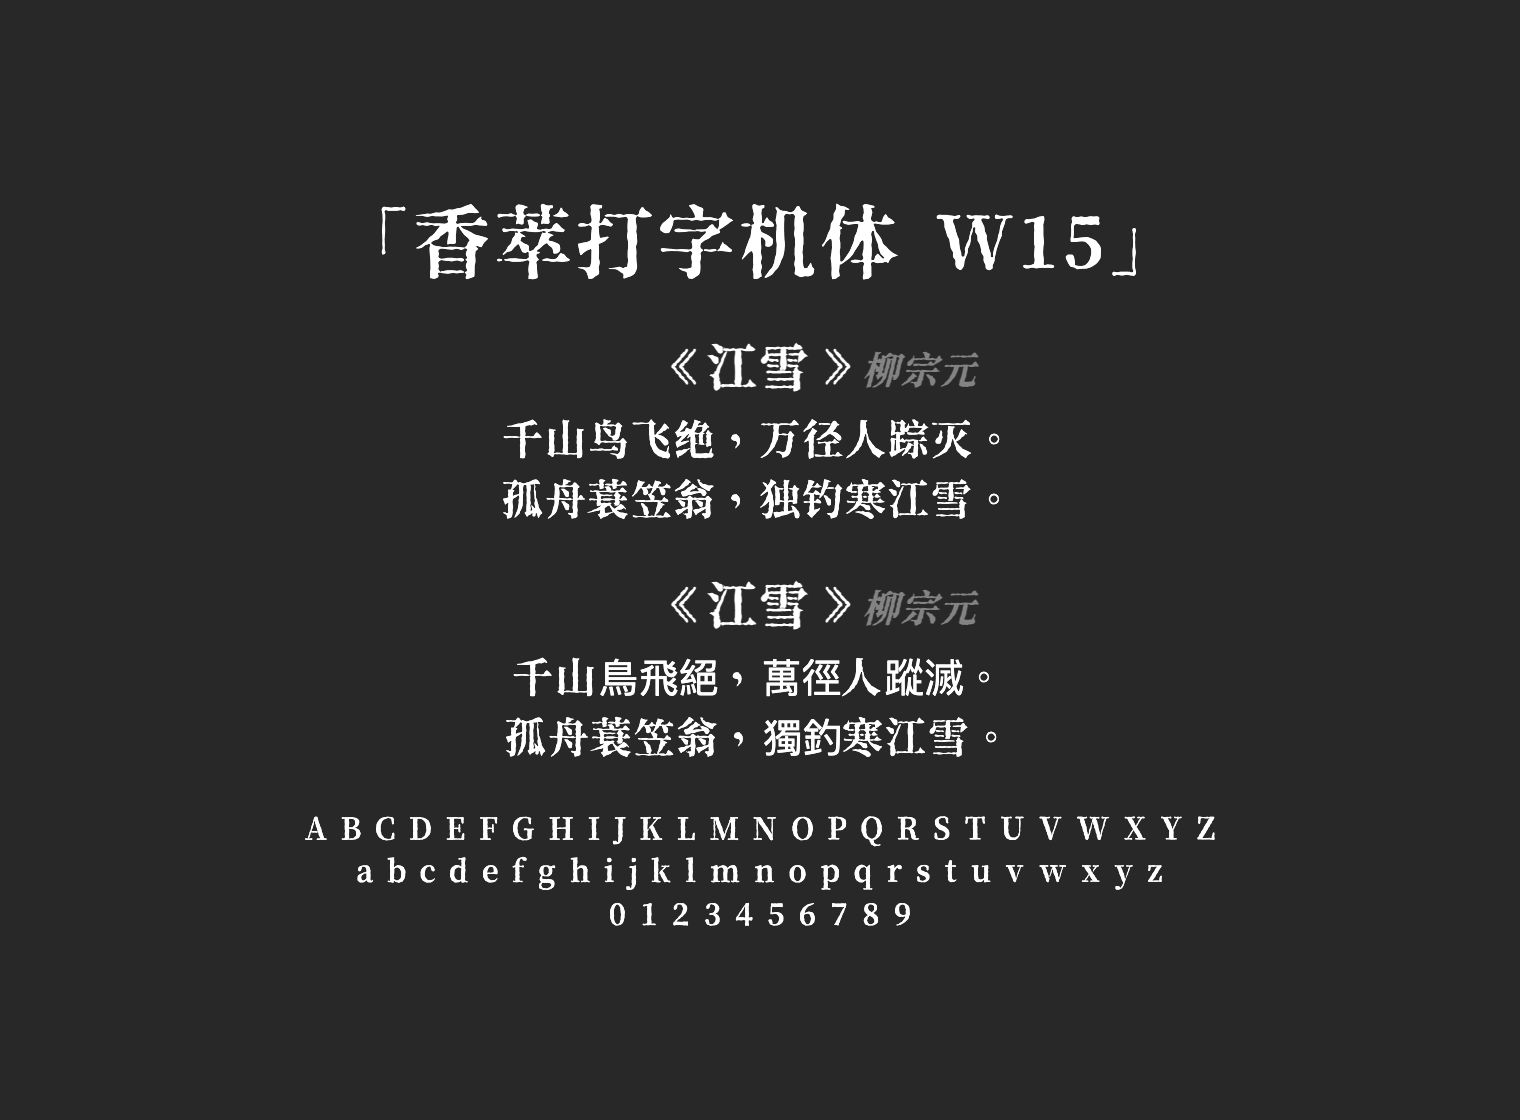 「香萃打字机体 W15」
《江雪》柳宗元
千山鸟飞绝，万径人踪灭。
孤舟蓑笠翁，独钓寒江雪。
《江雪》柳宗元
千山鳥飛絕，萬徑人蹤滅。
孤舟蓑笠翁，獨釣寒江雪。
A B C D E F G H I J K L M N O P Q R S T U V W X Y Z
a b c d e f g h i j k l m n o p q r s t u v w x y z
0 1 2 3 4 5 6 7 8 9